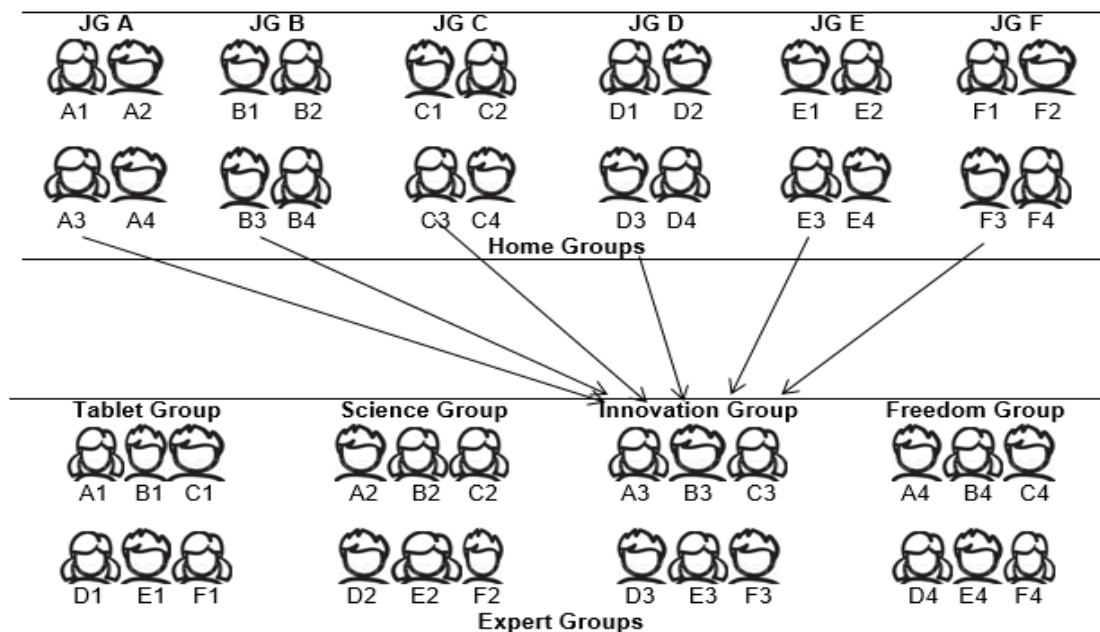 JG A JG B JG C JG D JG E JG F
A1 A2 B1 B2 C1 C2 D1 D2 E1 E2 F1 F2
A3 A4 B3 B4 C3 C4 D3 D4 E3 E4 F3 F4
Home Groups
Tablet Group Science Group Innovation Group Freedom Group
A1 B1 C1 A2 B2 C2 A3 B3 C3 A4 B4 C4
D1 E1 F1 D2 E2 F2 D3 E3 F3 D4 E4 F4
Expert Groups